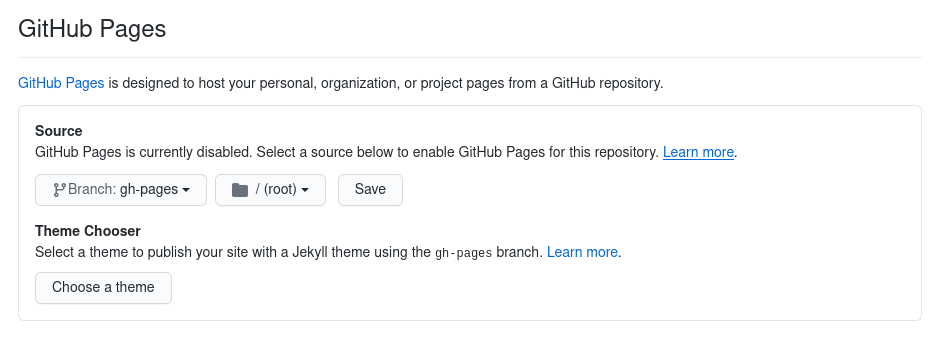 GitHub Pages
GitHub Pages is designed to host your personal, organization, or project pages from a GitHub repository.
Source
GitHub Pages is currently disabled. Select a source below to enable GitHub Pages for this repository. Learn more.
Branch: gh-pages / (root) Save
Theme Chooser
Select a theme to publish your site with a Jekyll theme using the gh-pages branch. Learn more.
Choose a theme